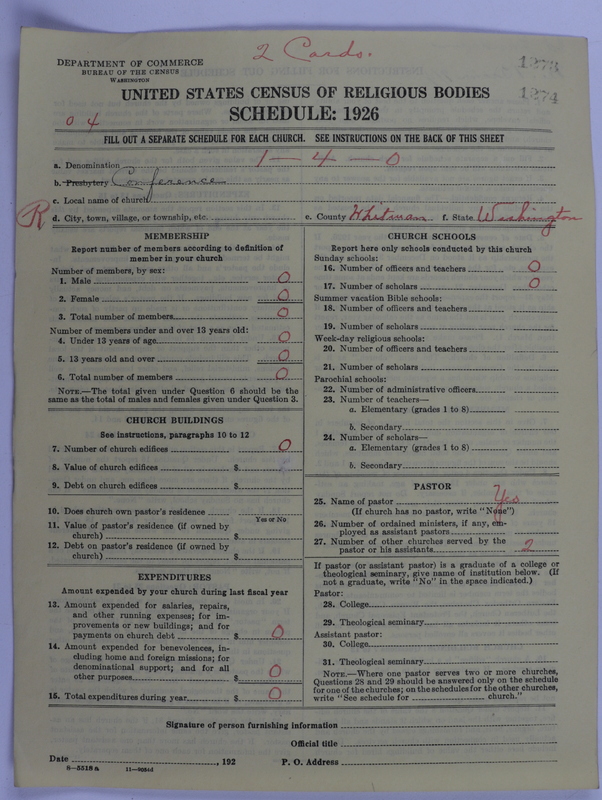 2 Cards.
1273
1274
DEPARTMENT OF COMMERCE
BUREAU OF THE CENSUS
WASHINGTON
UNITED STATES CENSUS OF RELIGIOUS BODIES
SCHEDULE: 1926
0 4
FILL OUT A SEPARATE SCHEDULE FOR EACH CHURCH. SEE INSTRUCTIONS ON THE BACK OF THIS SHEET
a. Denomination 1-4-0
b. Presbytery Conference
c. Local name of church
R d. City, town, village, or township, etc. e. County Whitman f. State Washington
MEMBERSHIP
Report number of members according to definition of
member in your church
Number of members, by sex:
1. Male 0
2. Female 0
3. Total number of members 0
Number of members under and over 13 years old:
4. Under 13 years of age 0
5. 13 years old and over 0
6. Total number of members 0
NOTE.—The total given under Question 6 should be the
same as the total of males and females given under Question 3.
CHURCH BUILDINGS
See instructions, paragraphs 10 to 12
7. Number of church edifices 0
8. Value of church edifices $
9. Debt on church edifices $
10. Does church own pastor's residence
Yes or No
11. Value of pastor's residence (if owned by
church) $
12. Debt on pastor's residence (if owned by
church) $
EXPENDITURES
Amount expended by your church during last fiscal year
13. Amount expended for salaries, repairs,
and other running expenses; for im-
provements or new buildings; and for
payments on church debt $ 0
14. Amount expended for benevolences, in-
cluding home and foreign missions; for
denominational support; and for all
other purposes $ 0
15. Total expenditures during year $ 0
CHURCH SCHOOLS
Report here only schools conducted by this church
Sunday schools:
16. Number of officers and teachers 0
17. Number of scholars 0
Summer vacation Bible schools:
18. Number of officers and teachers
19. Number of scholars
Week-day religious schools:
20. Number of officers and teachers
21. Number of scholars
Parochial schools:
22. Number of administrative officers
23. Number of teachers—
a. Elementary (grades 1 to 8)
b. Secondary
24. Number of scholars—
a. Elementary (grades 1 to 8)
b. Secondary
PASTOR
25. Name of pastor Yes
(If church has no pastor, write "None")
26. Number of ordained ministers, if any, em-
ployed as assistant pastors
27. Number of other churches served by the
pastor or his assistants 2
If pastor (or assistant pastor) is a graduate of a college or
theological seminary, give name of institution below. (If
not a graduate, write "No" in the space indicated.)
Pastor:
28. College
29. Theological seminary
Assistant pastor:
30. College
31. Theological seminary
NOTE.—Where one pastor serves two or more churches,
Questions 28 and 29 should be answered only on the schedule
for one of the churches; on the schedules for the other churches,
write "See schedule for church."
Signature of person furnishing information
Official title
Date , 192 P. O. Address
8-5518a 11-9054d